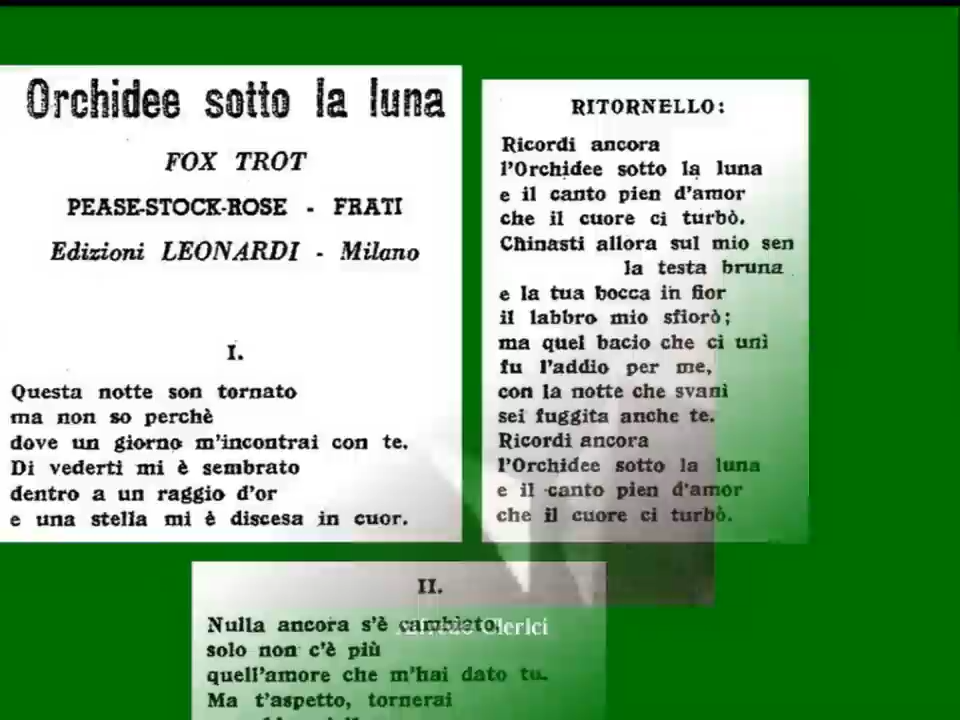 Orchidee sotto la luna
FOX TROT
PEASE-STOCK-ROSE - FRATI
Edizioni LEONARDI - Milano
I.
Questa notte son tornato
ma non so perchè
dove un giorno m'incontrai con te.
Di vederti mi è sembrato
dentro a un raggio d'or
e una stella mi è discesa in cuor.
RITORNELLO:
Ricordi ancora
l'Orchidee sotto la luna
e il canto pien d'amor
che il cuore ci turbò.
Chinasti allora sul mio sen
la testa bruna
e la tua bocca in fior
il labbro mio sfiorò;
ma quel bacio che ci unì
fu l'addio per me,
con la notte che svanì
sei fuggita anche te.
Ricordi ancora
l'Orchidee sotto la luna
e il canto pien d'amor
che il cuore ci turbò.
II.
Nulla ancora s'è cambiato,
Alfredo Clerici
solo non c'è più
quell'amore che m'hai dato tu.
Ma t'aspetto, tornerai